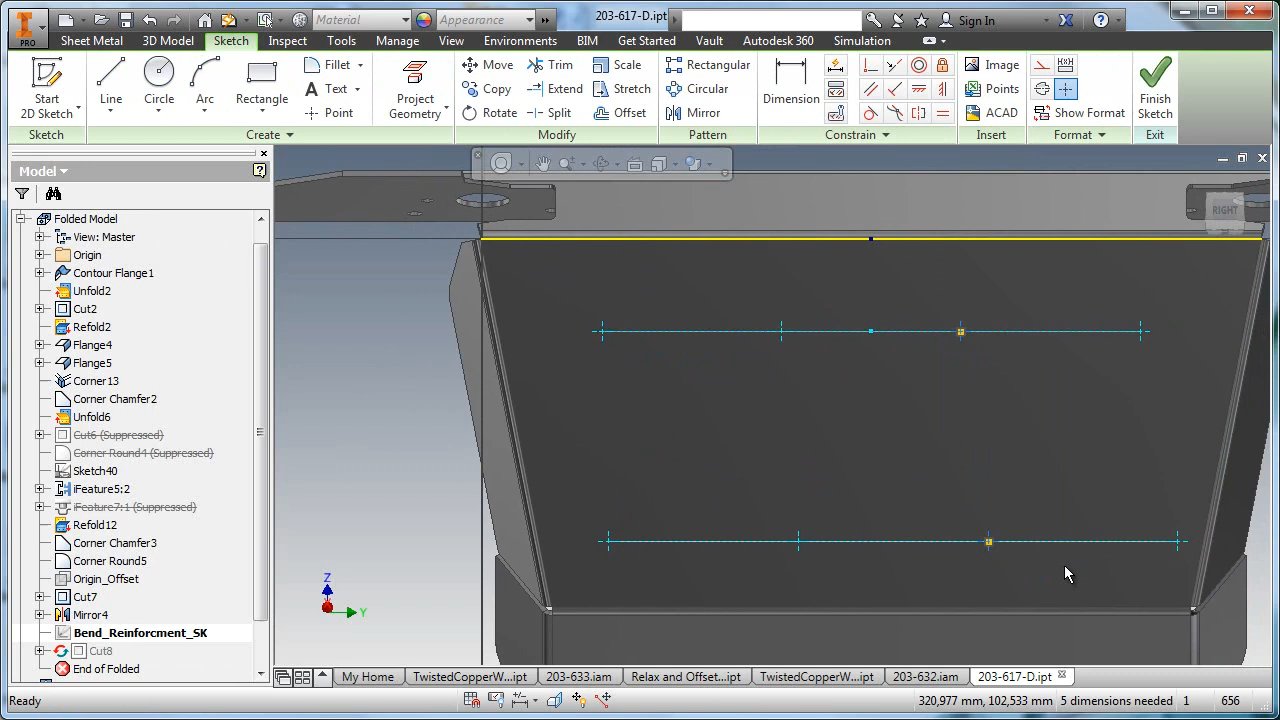 Material
Appearance
203-617-D.ipt
Sign In
PRO
Sheet Metal
3D Model
Sketch
Inspect
Tools
Manage
View
Environments
BIM
Get Started
Vault
Autodesk 360
Simulation
Start
2D Sketch
Line
Circle
Arc
Rectangle
Fillet
Text
Point
Project
Geometry
Move
Copy
Rotate
Trim
Extend
Split
Scale
Stretch
Offset
Rectangular
Circular
Mirror
Dimension
Image
Points
ACAD
Show Format
Finish
Sketch
Sketch
Create
Modify
Pattern
Constrain
Insert
Format
Exit
Model
Folded Model
View: Master
Origin
Contour Flange1
Unfold2
Cut2
Refold2
Flange4
Flange5
Corner13
Corner Chamfer2
Unfold6
Cut6 (Suppressed)
Corner Round4 (Suppressed)
Sketch40
iFeature5:2
iFeature7:1 (Suppressed)
Refold12
Corner Chamfer3
Corner Round5
Origin_Offset
Cut7
Mirror4
Bend_Reinforcment_SK
Cut8
End of Folded
RIGHT
Z
Y
My Home
TwistedCopperW...ipt
203-633.iam
Relax and Offset...ipt
TwistedCopperW...ipt
203-632.iam
203-617-D.ipt
Ready
320,977 mm, 102,533 mm
5 dimensions needed
1
656